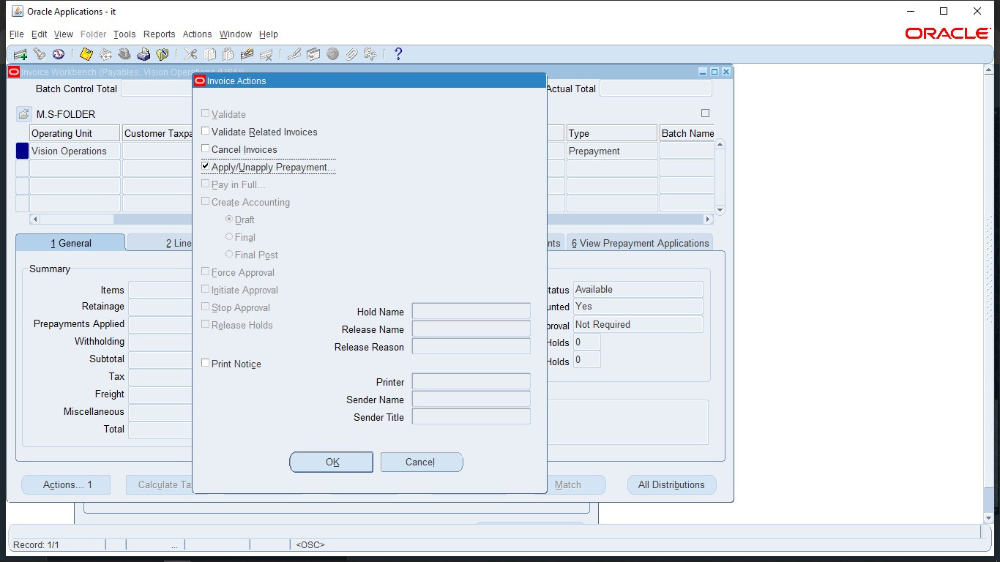 Oracle Applications - it
File Edit View Folder Tools Reports Actions Window Help
ORACLE
Invoice Workbench (Payables, Vision Operations (USA))
Invoice Actions
Batch Control Total
Actual Total
M.S-FOLDER
Operating Unit Customer Taxpa Type Batch Name
Vision Operations Prepayment
Validate
Validate Related Invoices
Cancel Invoices
Apply/Unapply Prepayment...
Pay in Full...
Create Accounting
Draft
Final
Final Post
Force Approval
Initiate Approval
Stop Approval
Release Holds
Hold Name
Release Name
Release Reason
Print Notice
Printer
Sender Name
Sender Title
OK Cancel
1 General 2 Line nts 6 View Prepayment Applications
Summary
Items
Retainage
Prepayments Applied
Withholding
Subtotal
Tax
Freight
Miscellaneous
Total
tatus Available
unted Yes
proval Not Required
Holds 0
Holds 0
Actions... 1 Calculate Ta Match All Distributions
Record: 1/1 ... <OSC>